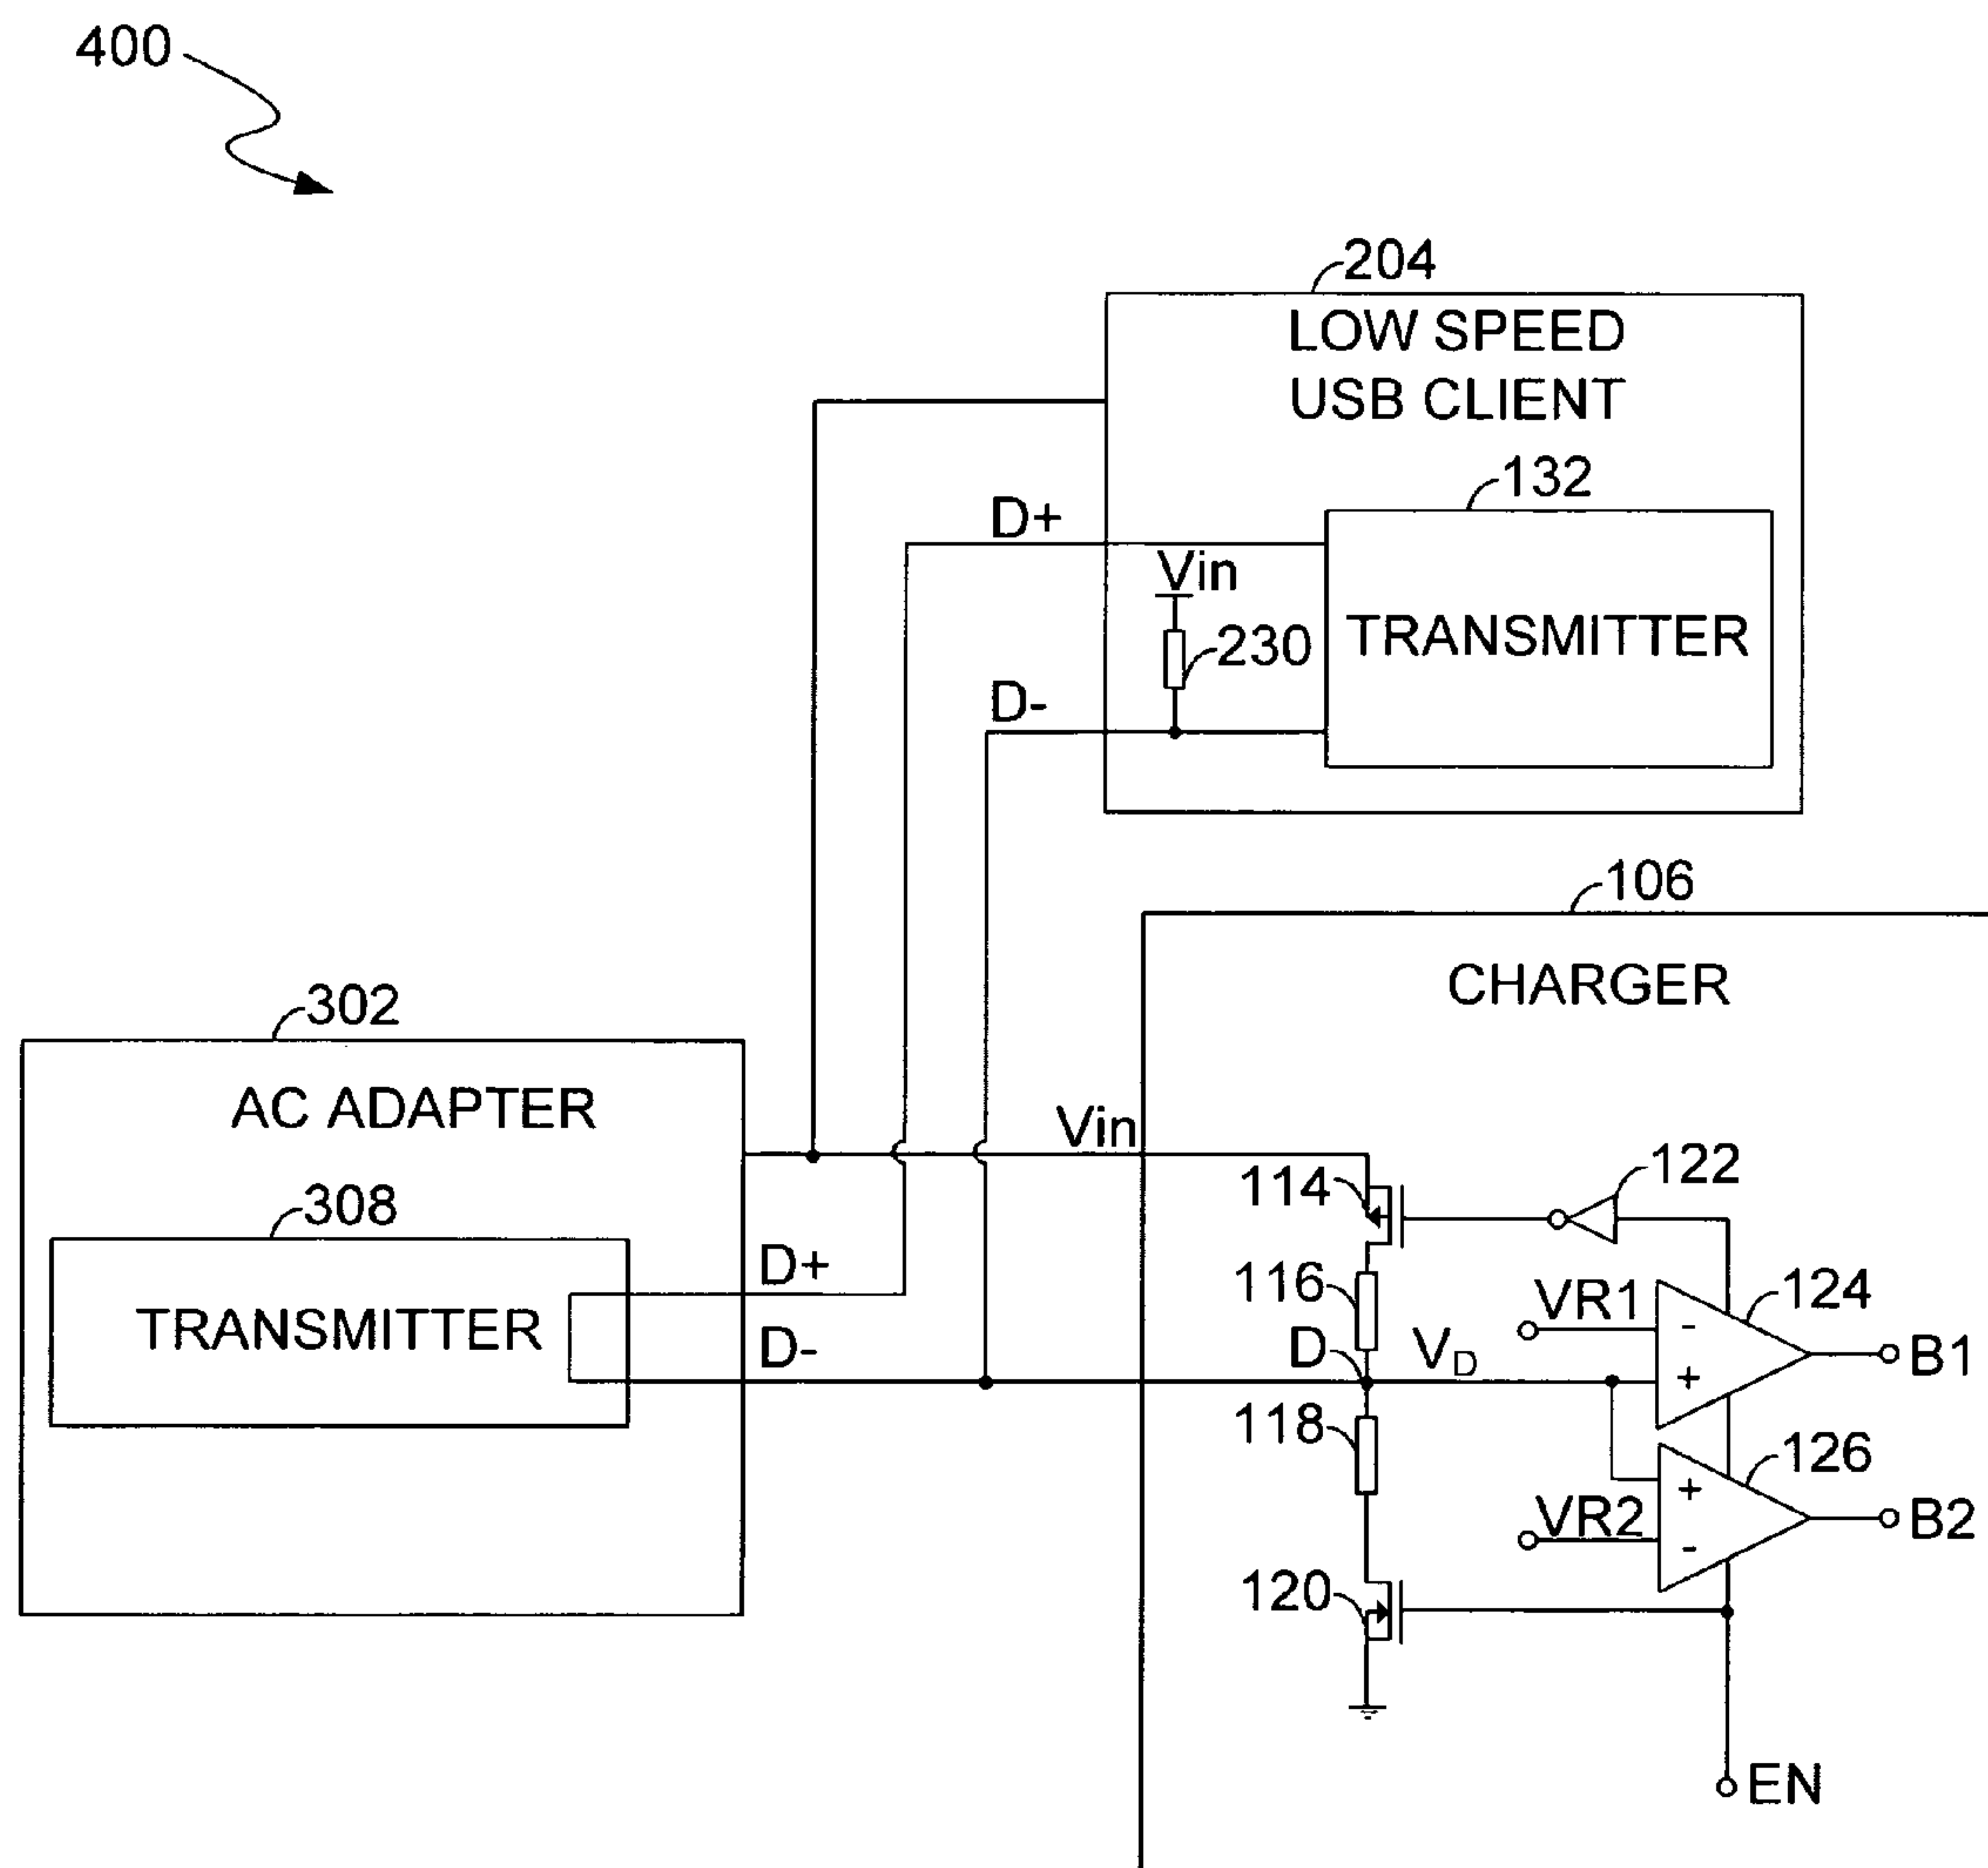 400
204
LOW SPEED
USB CLIENT
132
D+
Vin
TRANSMITTER
230
D-
106
CHARGER
302
AC ADAPTER
Vin
114
122
308
D+
116
VR1
-
124
TRANSMITTER
D-
D
VD
+
B1
118
126
+
VR2
-
B2
120
EN